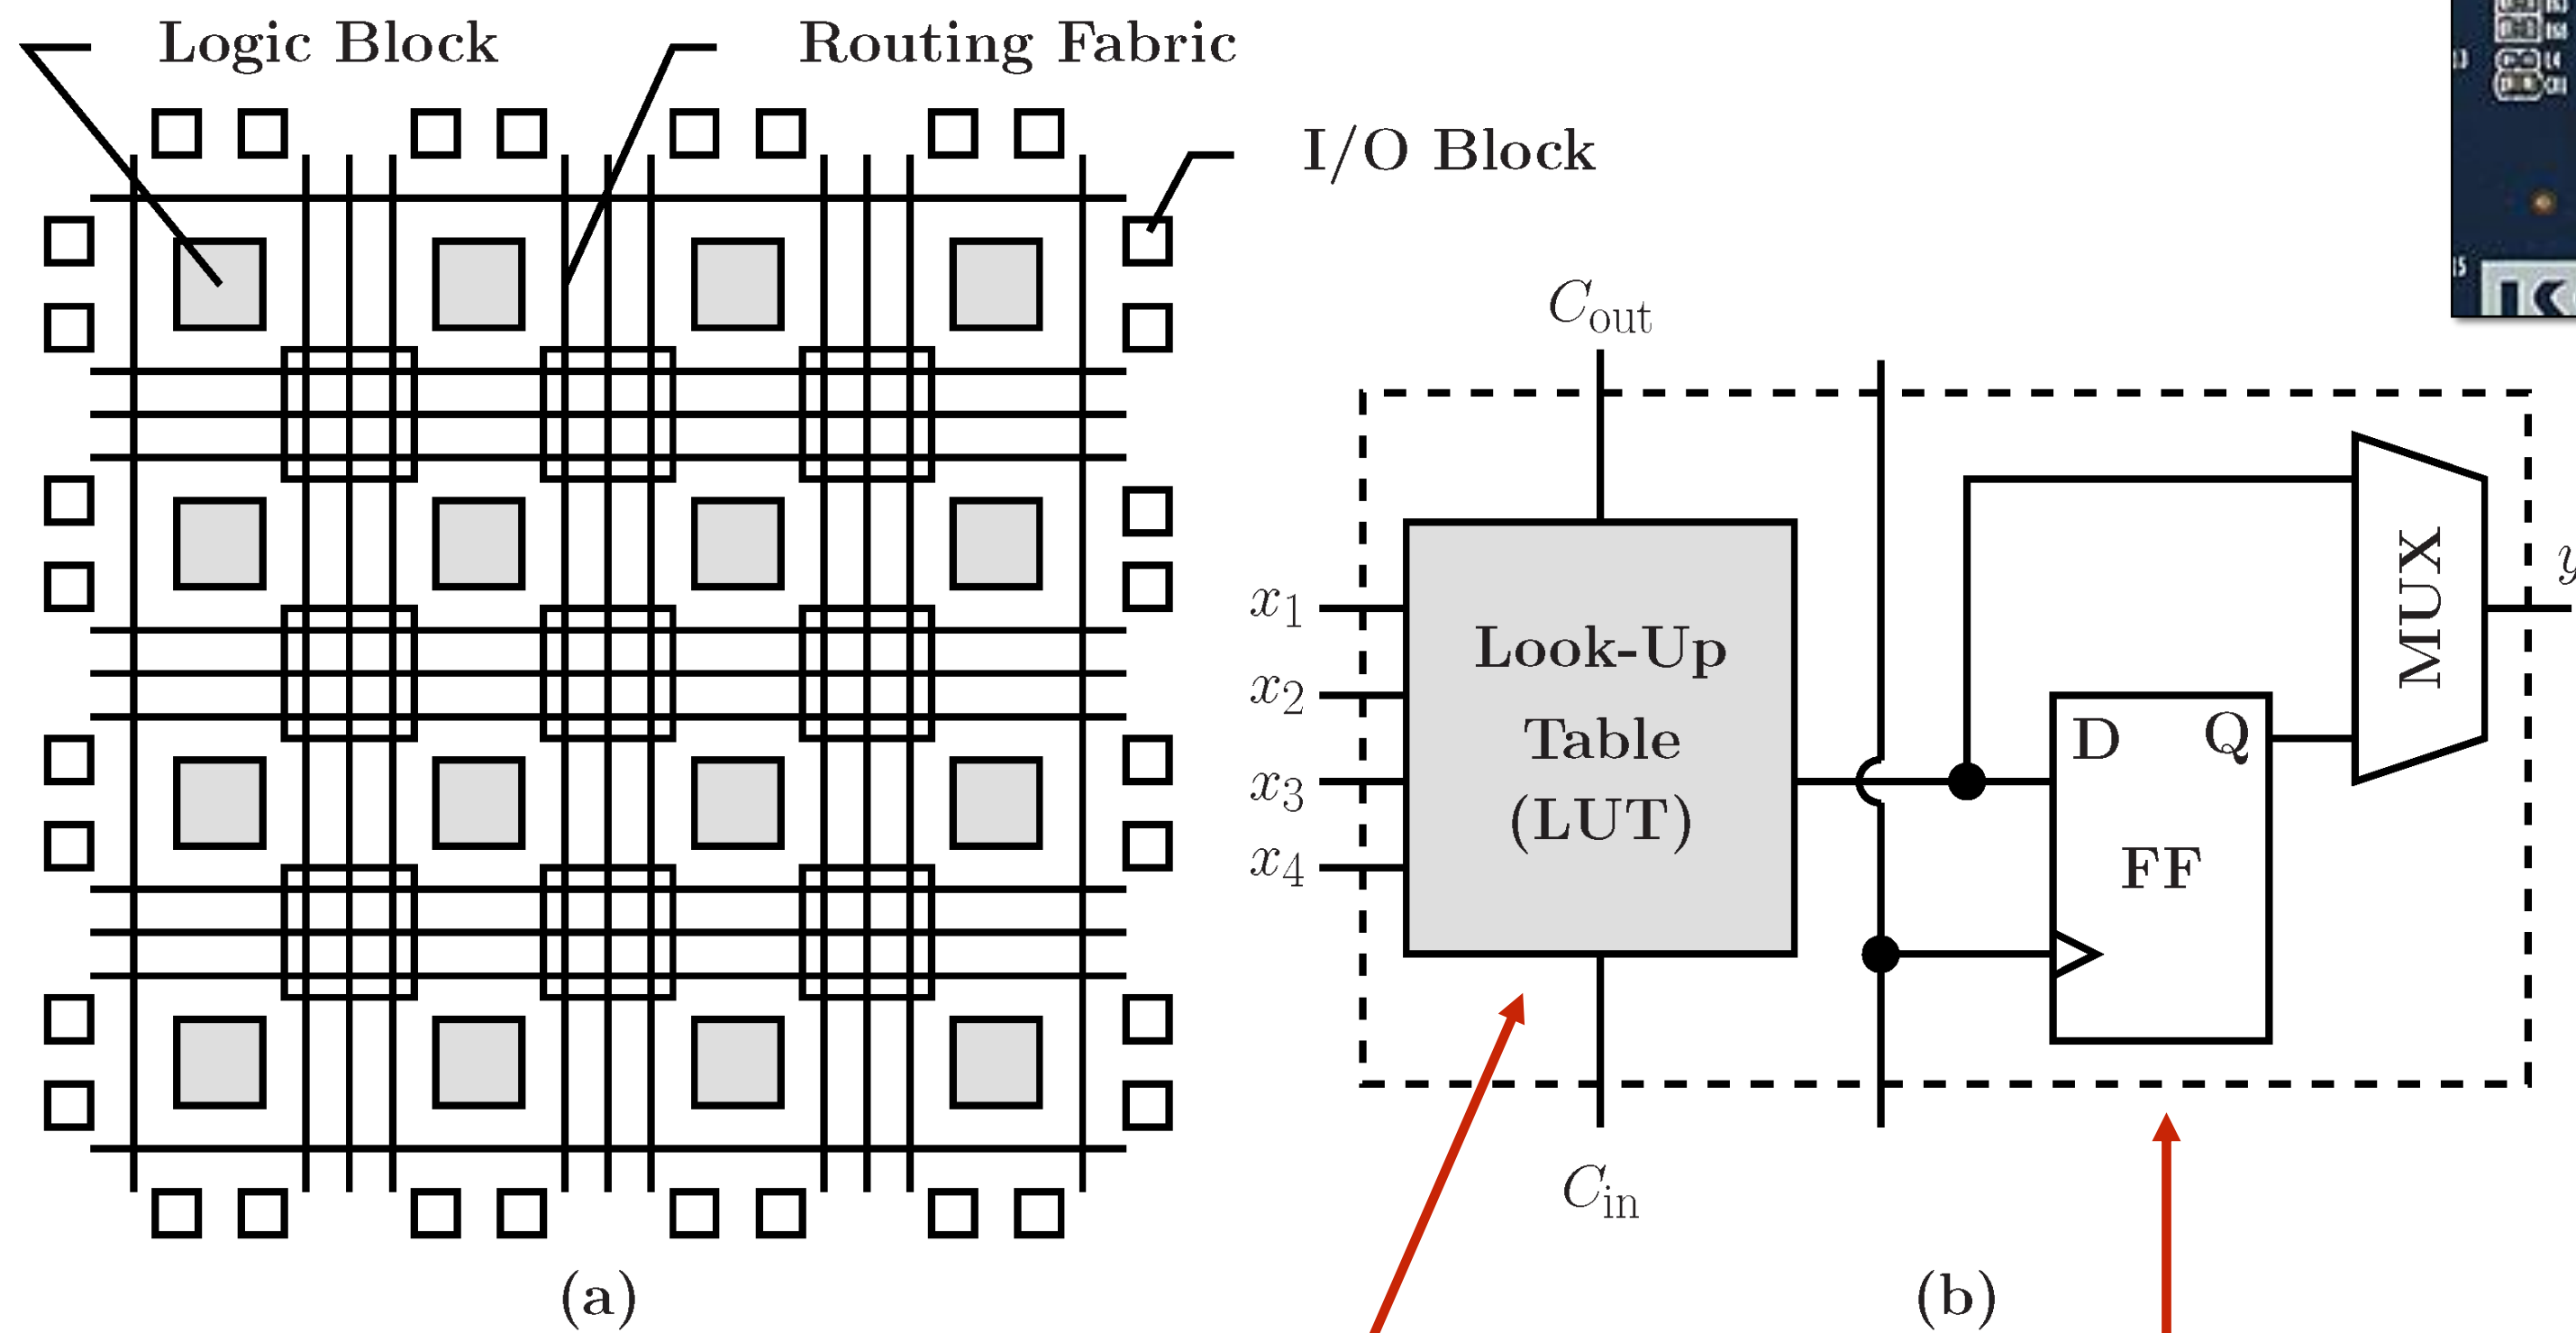 Logic Block
Routing Fabric
I/O Block
C_out
x_1
x_2
x_3
x_4
Look-Up
Table
(LUT)
D
Q
FF
MUX
y
C_in
(a)
(b)